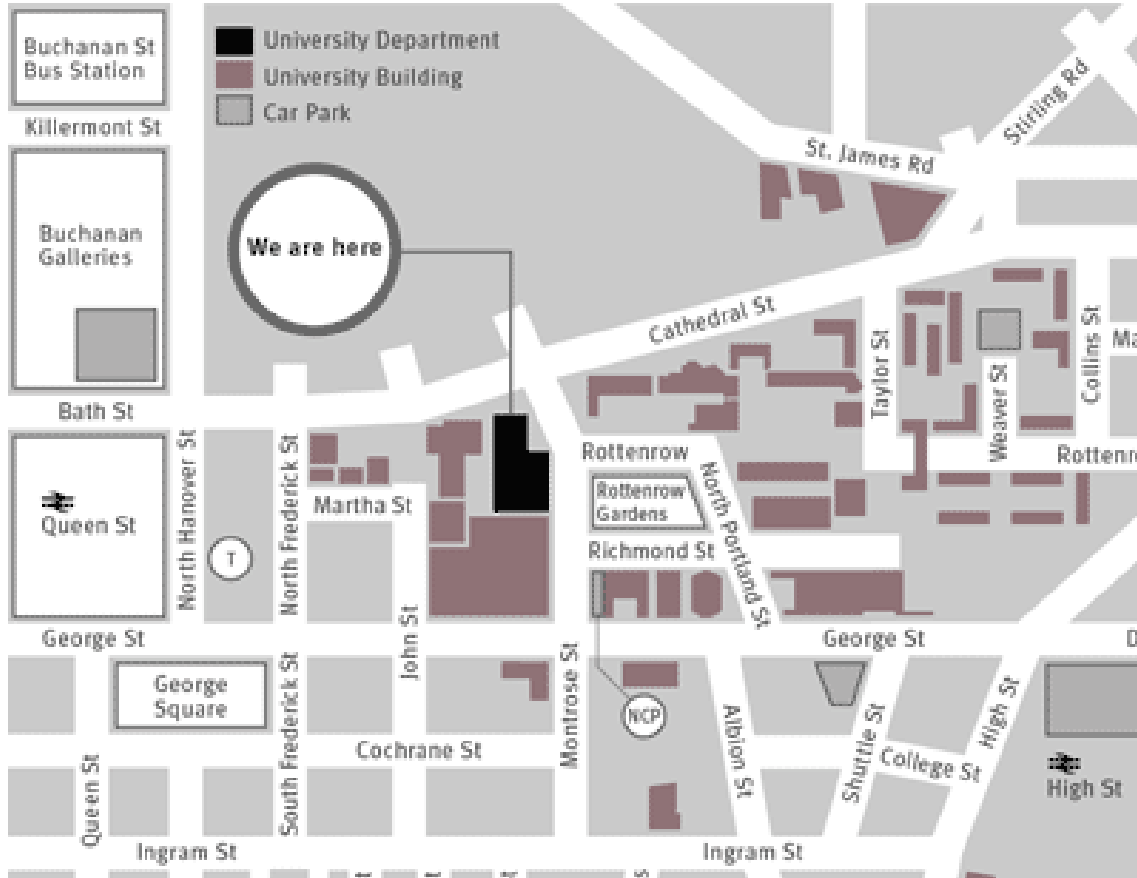 Buchanan St
Bus Station
University Department
University Building
Car Park
Killermont St
Stirling Rd
St. James Rd
Buchanan
Galleries
We are here
Cathedral St
Taylor St
Collins St
Ma
Weaver St
Bath St
North Hanover St
North Frederick St
Rottenrow
Rottenro
Martha St
Rottenrow
Gardens
North Portland St
Queen St
T
Richmond St
George St
John St
George St
D
George
Square
South Frederick St
Montrose St
NCP
Albion St
Shuttle St
High St
Cochrane St
College St
High St
Queen St
Ingram St
Ingram St